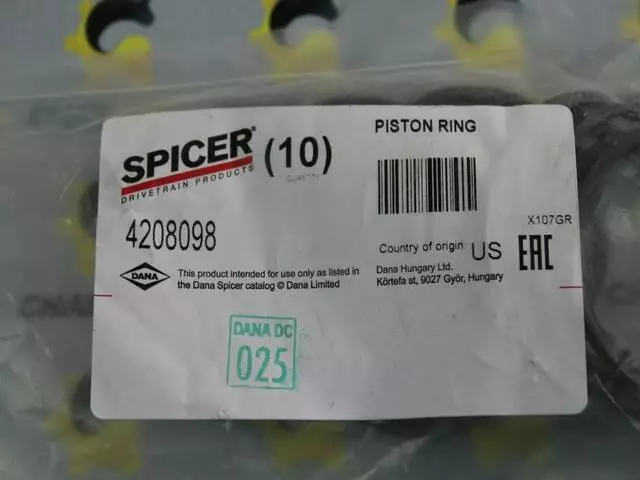 PISTON RING
SPICER®
(10)
DRIVETRAIN PRODUCTS
X107GR
4208098
Country of origin: US
EAC
DANA
This product intended for use only as listed in
the Dana Spicer catalog © Dana Limited
Dana Hungary Ltd.
Körtefa st, 9027 Győr, Hungary
DANA DC
025